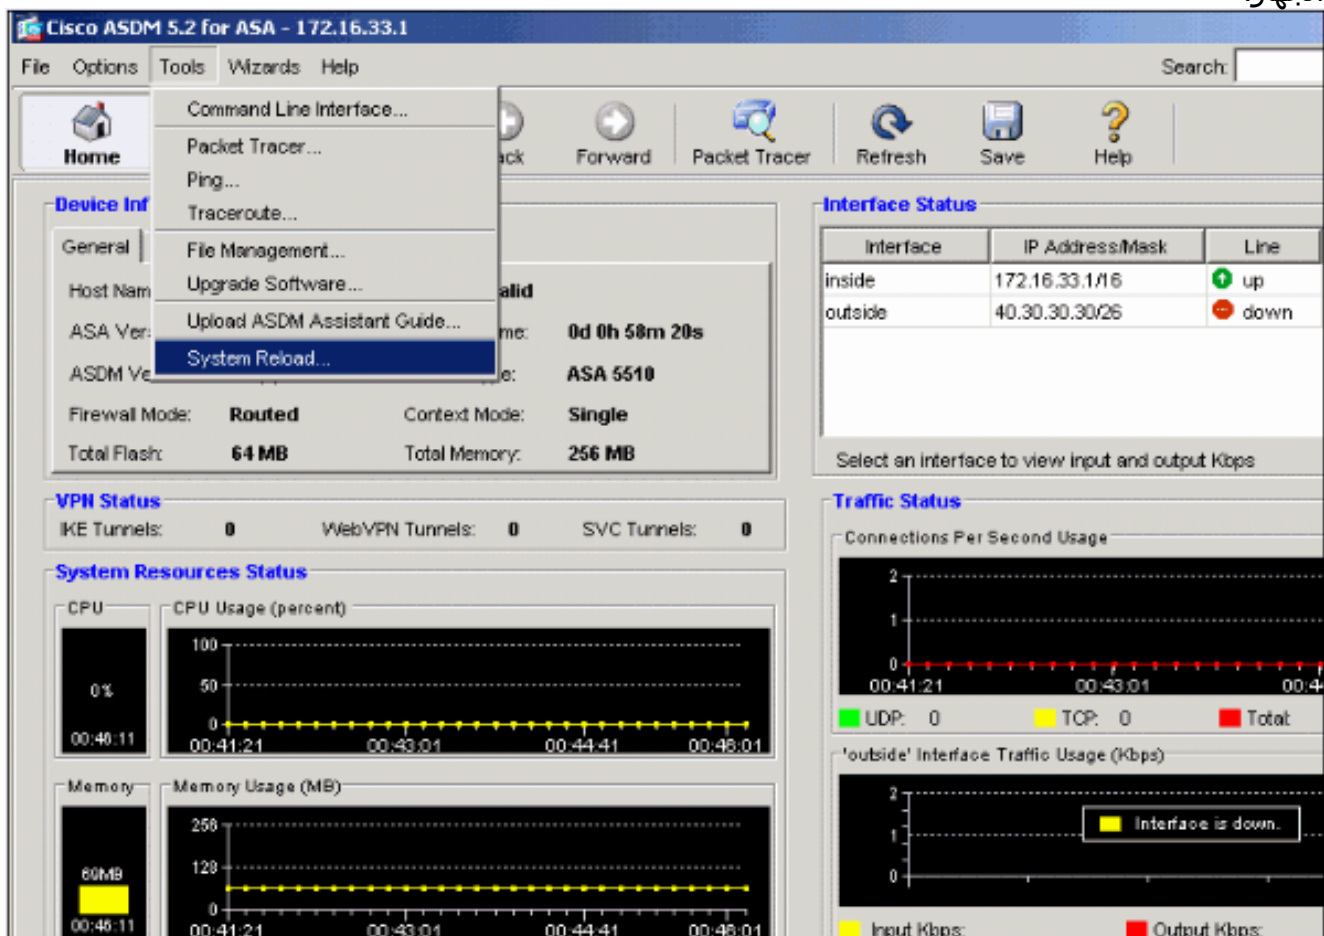 Cisco ASDM 5.2 for ASA - 172.16.33.1
File Options Tools Wizards Help Search:
Command Line Interface...
Packet Tracer...
Ping...
Traceroute...
File Management...
Upgrade Software...
Upload ASDM Assistant Guide...
System Reload...
Home Forward Packet Tracer Refresh Save Help
Device Inf
General
Host Nam alid
ASA Vers me: 0d 0h 58m 20s
ASDM Ve e: ASA 5510
Firewall Mode: Routed Context Mode: Single
Total Flash: 64 MB Total Memory: 256 MB
Interface Status
Interface IP Address/Mask Line
inside 172.16.33.1/16 up
outside 40.30.30.30/26 down
Select an interface to view input and output Kbps
VPN Status
IKE Tunnels: 0 WebVPN Tunnels: 0 SVC Tunnels: 0
System Resources Status
CPU
0%
00:46:11
CPU Usage (percent)
100
50
0
00:41:21 00:43:01 00:44:41 00:46:01
Memory
69MB
00:46:11
Memory Usage (MB)
256
128
0
00:41:21 00:43:01 00:44:41 00:46:01
Traffic Status
Connections Per Second Usage
2
1
0
00:41:21 00:43:01 00:4
UDP: 0 TCP: 0 Total:
'outside' Interface Traffic Usage (Kbps)
2
1
0
Interface is down.
Input Kbps: Output Kbps: